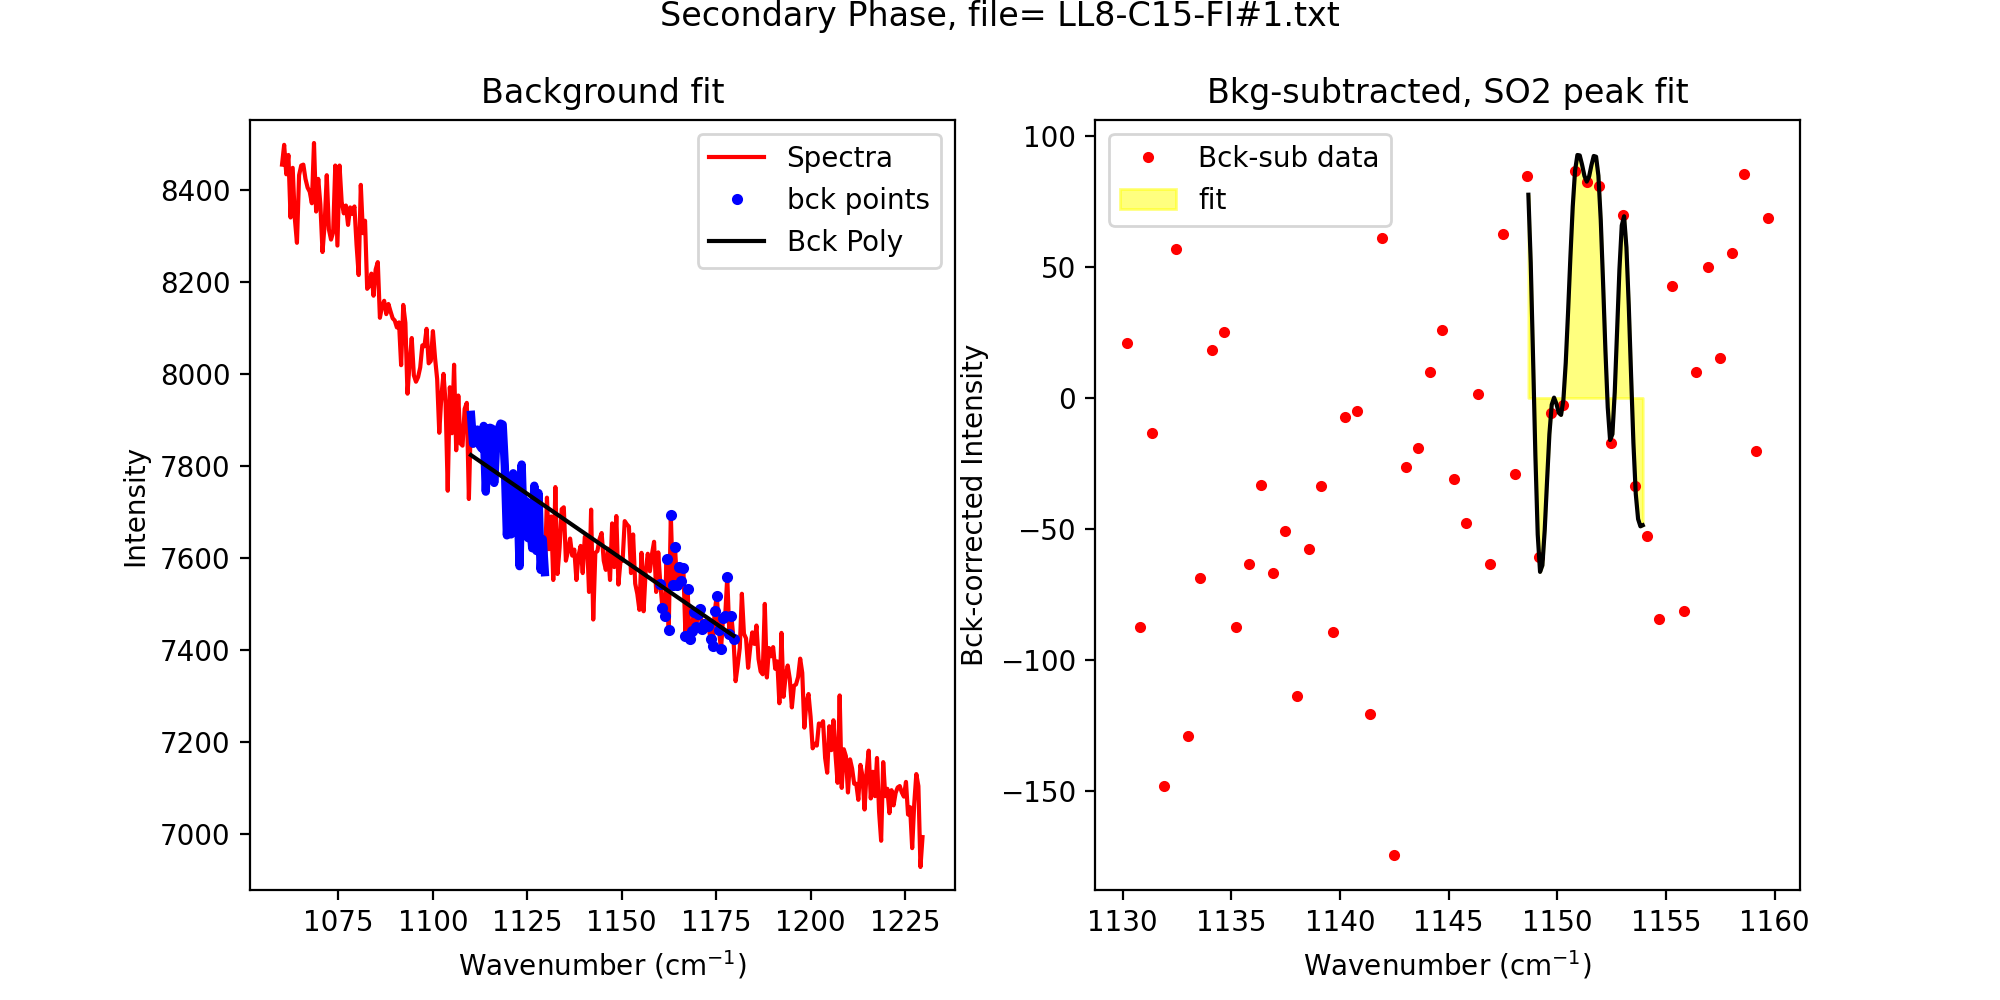 Secondary Phase, file= LL8-C15-FI#1.txt
Background fit
Spectra
bck points
Bck Poly
Intensity
8400
8200
8000
7800
7600
7400
7200
7000
1075 1100 1125 1150 1175 1200 1225
Wavenumber (cm⁻¹)
Bkg-subtracted, SO2 peak fit
Bck-sub data
fit
Bck-corrected Intensity
100
50
0
−50
−100
−150
1130 1135 1140 1145 1150 1155 1160
Wavenumber (cm⁻¹)